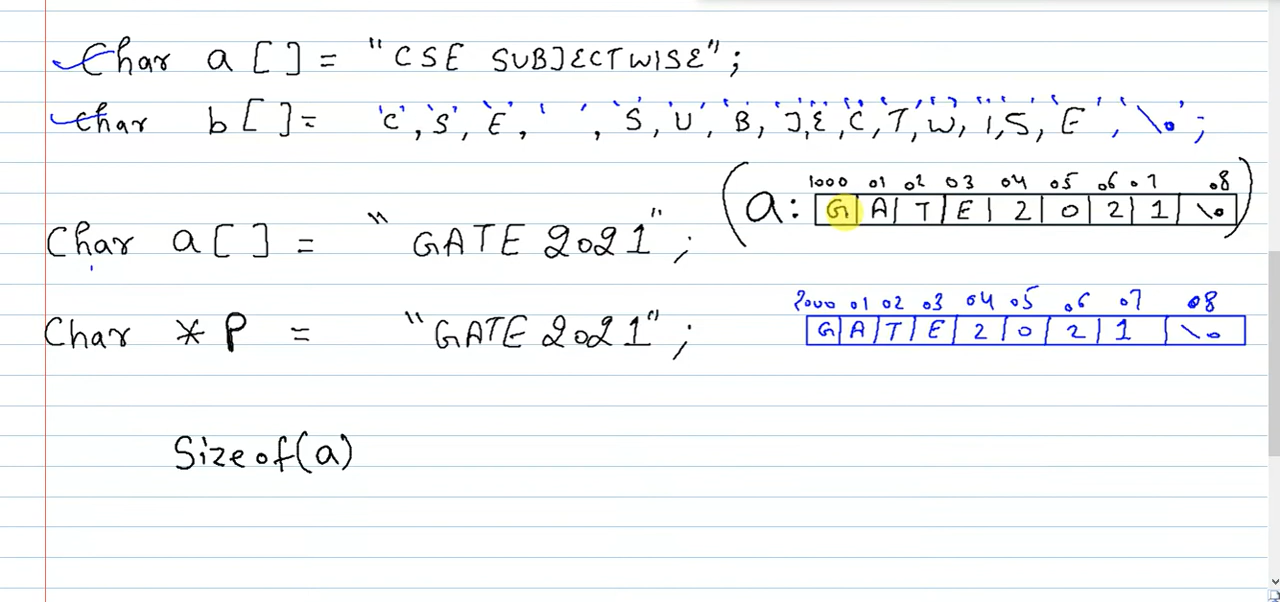 Char a [ ] = "CSE SUBJECTWISE";
Char b [ ] = 'C', 'S', 'E', ' ', 'S', 'U', 'B', 'J', 'E', 'C', 'T', 'W', 'I', 'S', 'E', '\0';
1000 01 02 03 04 05 06 07 08
(a: G A T E 2 0 2 1 \0)
Char a [ ] = "GATE 2021";
2000 01 02 03 04 05 06 07 08
Char *P = "GATE 2021"; G A T E 2 0 2 1 \0
Sizeof(a)